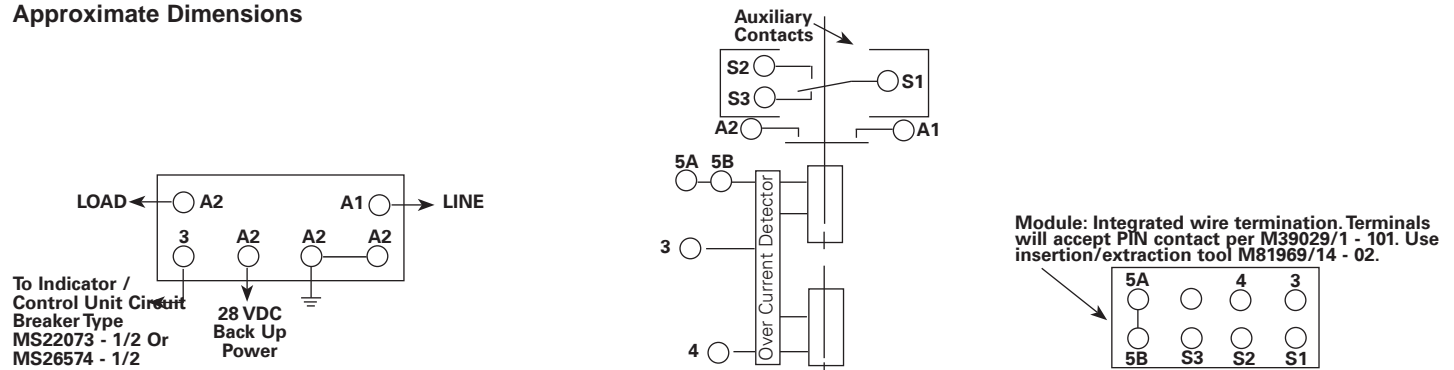 Approximate Dimensions
LOAD
A2
A1
LINE
3
A2
A2
A2
To Indicator /
Control Unit Circuit
Breaker Type
MS22073 - 1/2 Or
MS26574 - 1/2
28 VDC
Back Up
Power
Auxiliary
Contacts
S2
S1
S3
A2
A1
5A 5B
Over Current Detector
3
4
Module: Integrated wire termination. Terminals
will accept PIN contact per M39029/1 - 101. Use
insertion/extraction tool M81969/14 - 02.
5A 4 3
5B S3 S2 S1